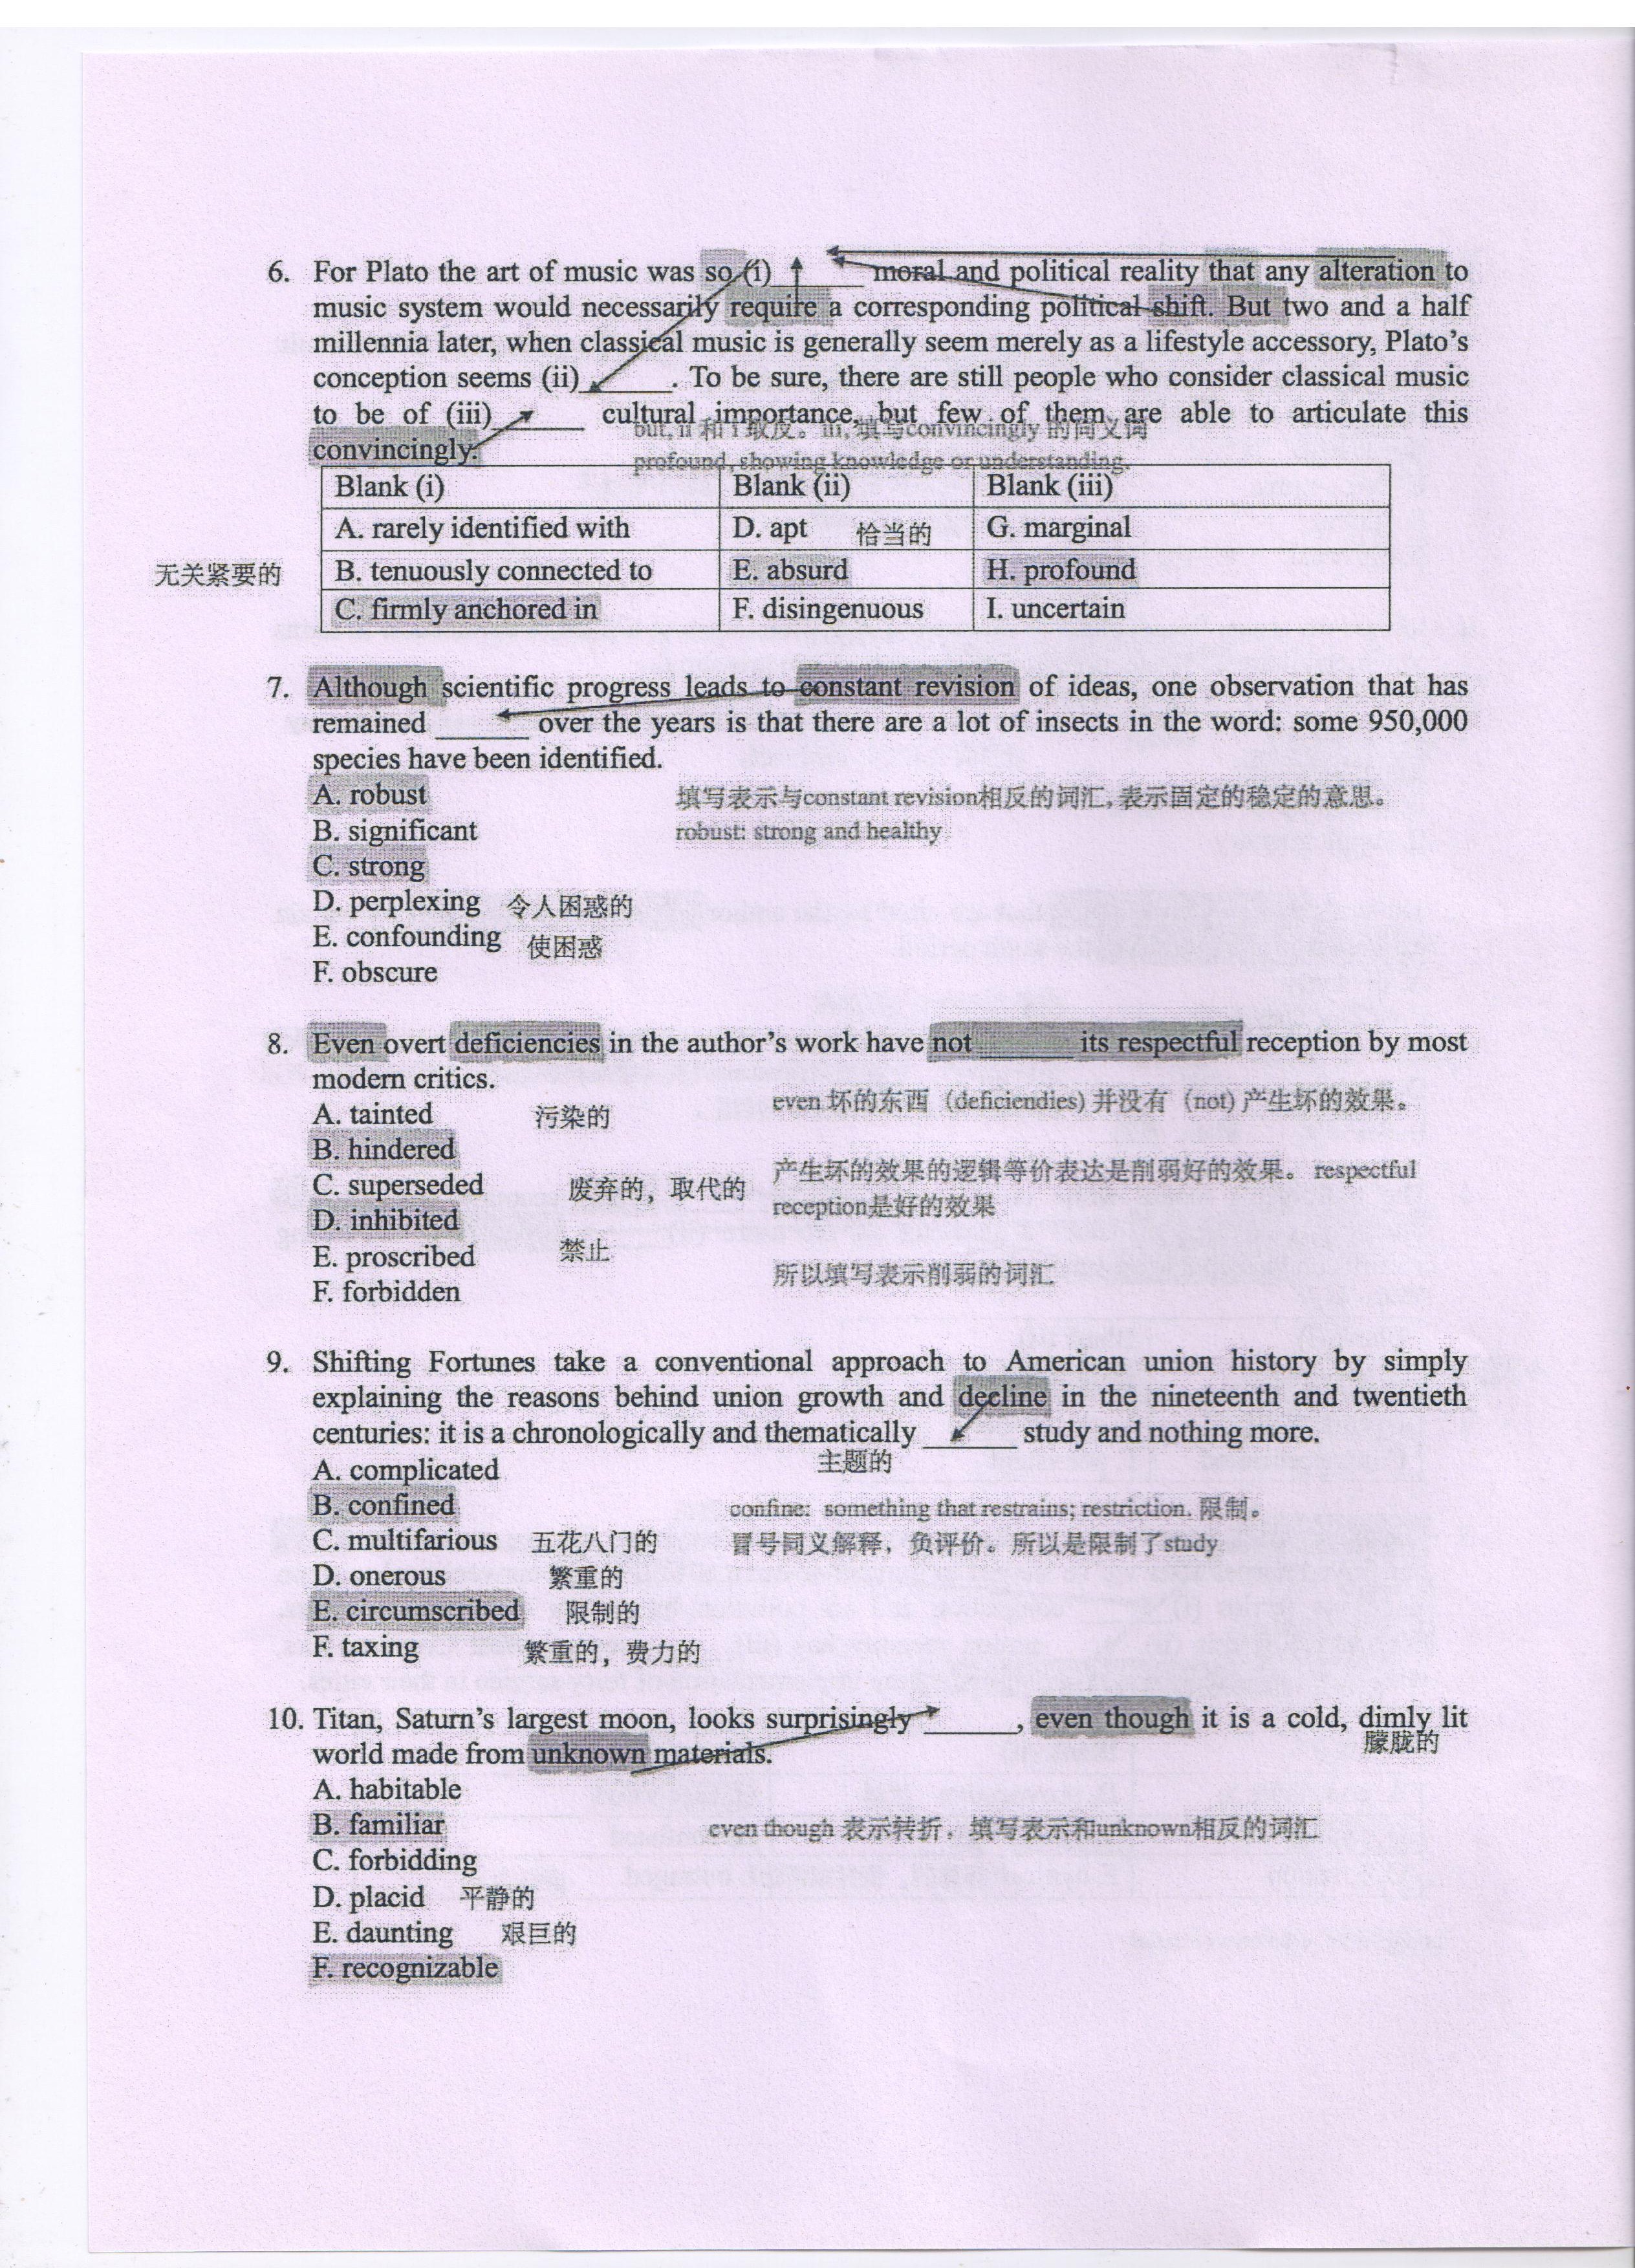 6. For Plato the art of music was so (i)______ moral and political reality that any alteration to
music system would necessarily require a corresponding political shift. But two and a half
millennia later, when classical music is generally seem merely as a lifestyle accessory, Plato's
conception seems (ii)______. To be sure, there are still people who consider classical music
to be of (iii)______ cultural importance, but few of them are able to articulate this
convincingly.
but, ii 和 i 取反。iii, 填写convincingly 的同义词
profound, showing knowledge or understanding.
Blank (i) Blank (ii) Blank (iii)
A. rarely identified with D. apt 恰当的 G. marginal
无关紧要的 B. tenuously connected to E. absurd H. profound
C. firmly anchored in F. disingenuous I. uncertain
7. Although scientific progress leads to constant revision of ideas, one observation that has
remained ______ over the years is that there are a lot of insects in the word: some 950,000
species have been identified.
A. robust 填写表示与constant revision相反的词汇,表示固定的稳定的意思。
B. significant robust: strong and healthy
C. strong
D. perplexing 令人困惑的
E. confounding 使困惑
F. obscure
8. Even overt deficiencies in the author's work have not ______ its respectful reception by most
modern critics.
even 坏的东西 (deficiendies) 并没有 (not) 产生坏的效果。
A. tainted 污染的
B. hindered
产生坏的效果的逻辑等价表达是削弱好的效果。 respectful
C. superseded 废弃的，取代的
reception是好的效果
D. inhibited
E. proscribed 禁止
所以填写表示削弱的词汇
F. forbidden
9. Shifting Fortunes take a conventional approach to American union history by simply
explaining the reasons behind union growth and decline in the nineteenth and twentieth
centuries: it is a chronologically and thematically ______ study and nothing more.
主题的
A. complicated
B. confined confine: something that restrains; restriction. 限制。
C. multifarious 五花八门的 冒号同义解释，负评价。所以是限制了study
D. onerous 繁重的
E. circumscribed 限制的
F. taxing 繁重的，费力的
10. Titan, Saturn's largest moon, looks surprisingly ______, even though it is a cold, dimly lit
朦胧的
world made from unknown materials.
A. habitable
B. familiar even though 表示转折，填写表示和unknown相反的词汇
C. forbidding
D. placid 平静的
E. daunting 艰巨的
F. recognizable